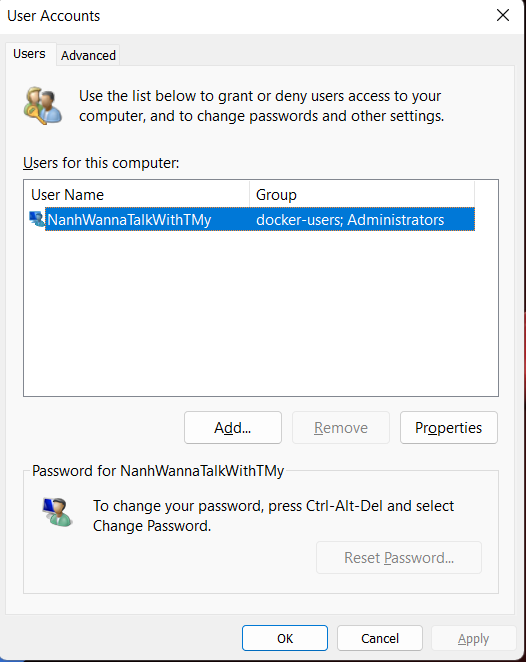 User Accounts
Users
Advanced
Use the list below to grant or deny users access to your
computer, and to change passwords and other settings.
Users for this computer:
User Name
Group
NanhWannaTalkWithTMy
docker-users; Administrators
Add...
Remove
Properties
Password for NanhWannaTalkWithTMy
To change your password, press Ctrl-Alt-Del and select
Change Password.
Reset Password...
OK
Cancel
Apply